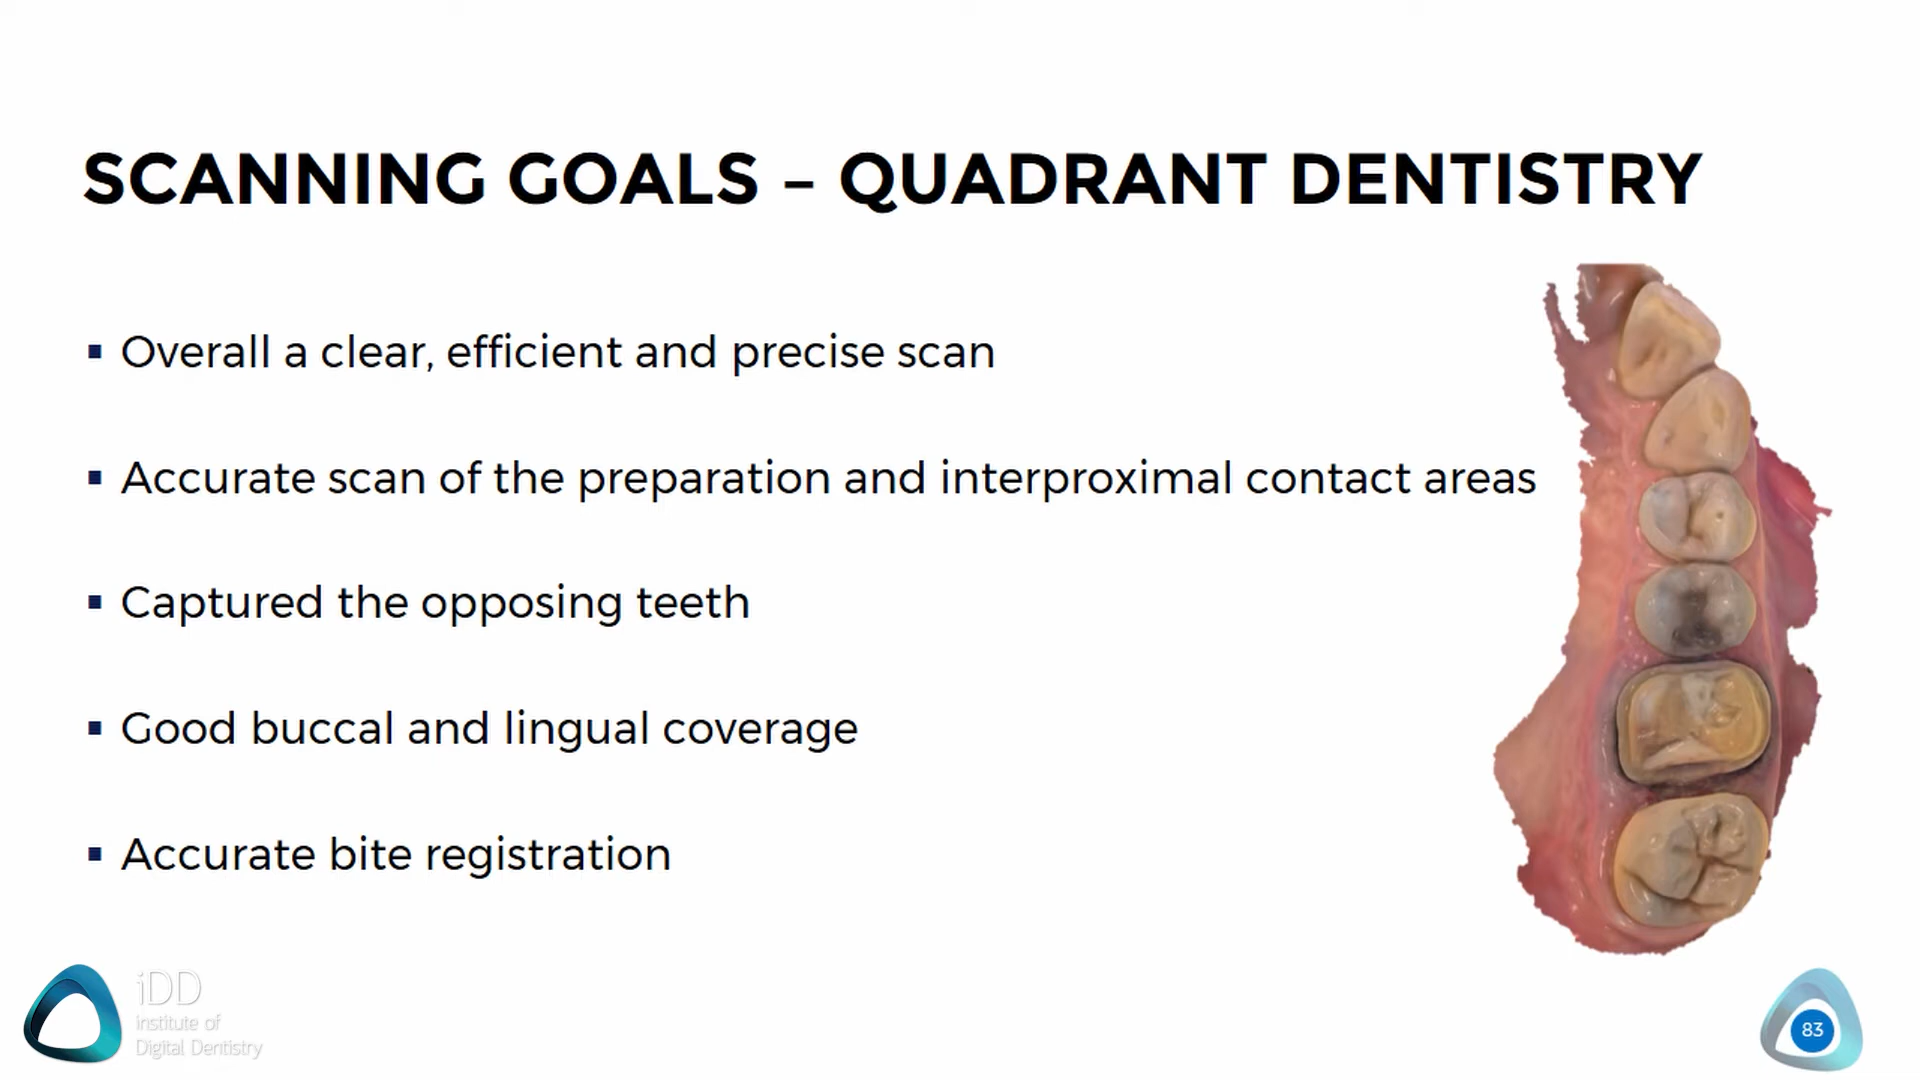 SCANNING GOALS – QUADRANT DENTISTRY
▪ Overall a clear, efficient and precise scan
▪ Accurate scan of the preparation and interproximal contact areas
▪ Captured the opposing teeth
▪ Good buccal and lingual coverage
▪ Accurate bite registration
iDD
institute of
Digital Dentistry
83